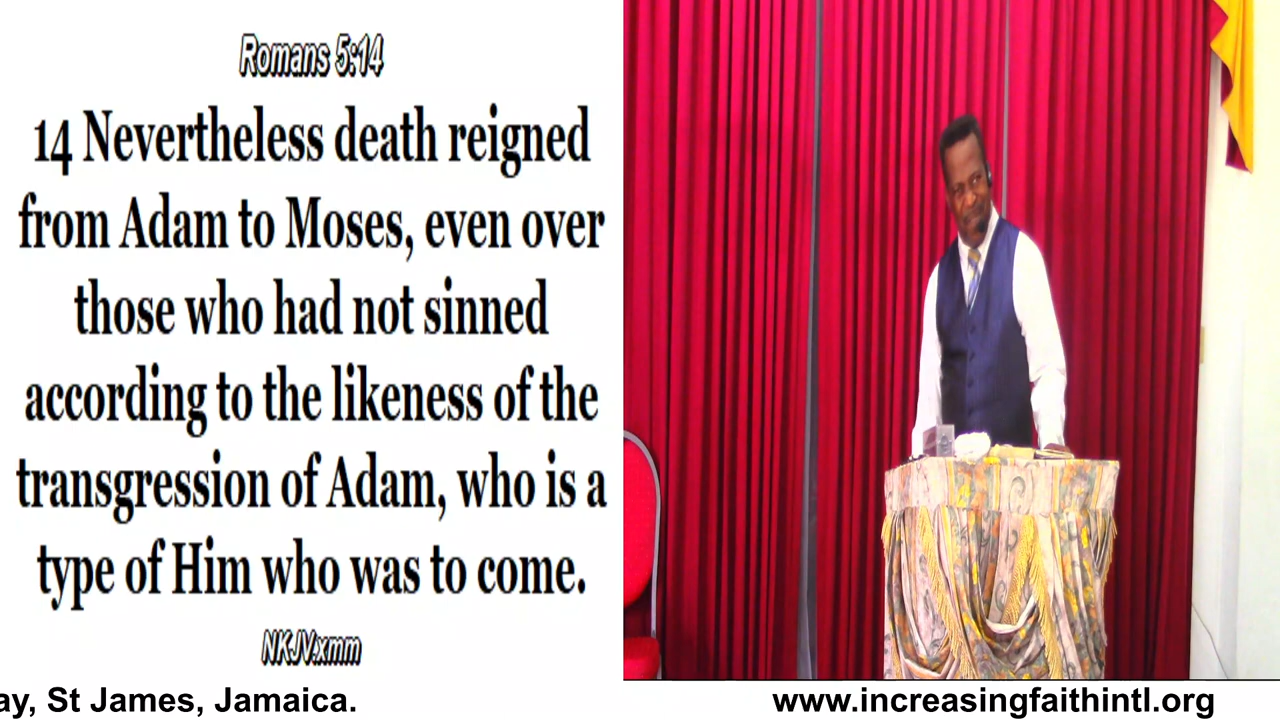 Romans 5:14
14 Nevertheless death reigned
from Adam to Moses, even over
those who had not sinned
according to the likeness of the
transgression of Adam, who is a
type of Him who was to come.
NKJV.xmm
ay, St James, Jamaica.
www.increasingfaithintl.org